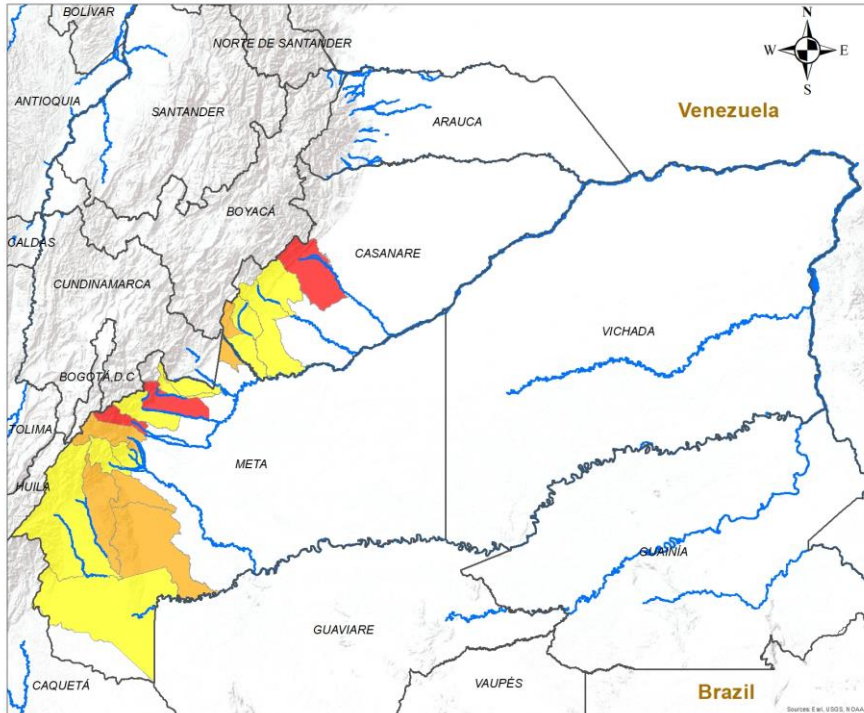 BOLÍVAR
N
NORTE DE SANTANDER
W
E
S
ANTIOQUIA
SANTANDER
Venezuela
ARAUCA
BOYACÁ
CALDAS
CASANARE
CUNDINAMARCA
VICHADA
BOGOTÁ,D.C
TOLIMA
META
HUILA
GUAINÍA
GUAVIARE
CAQUETÁ
VAUPÉS
Brazil
Sources: Esri, USGS, NOAA